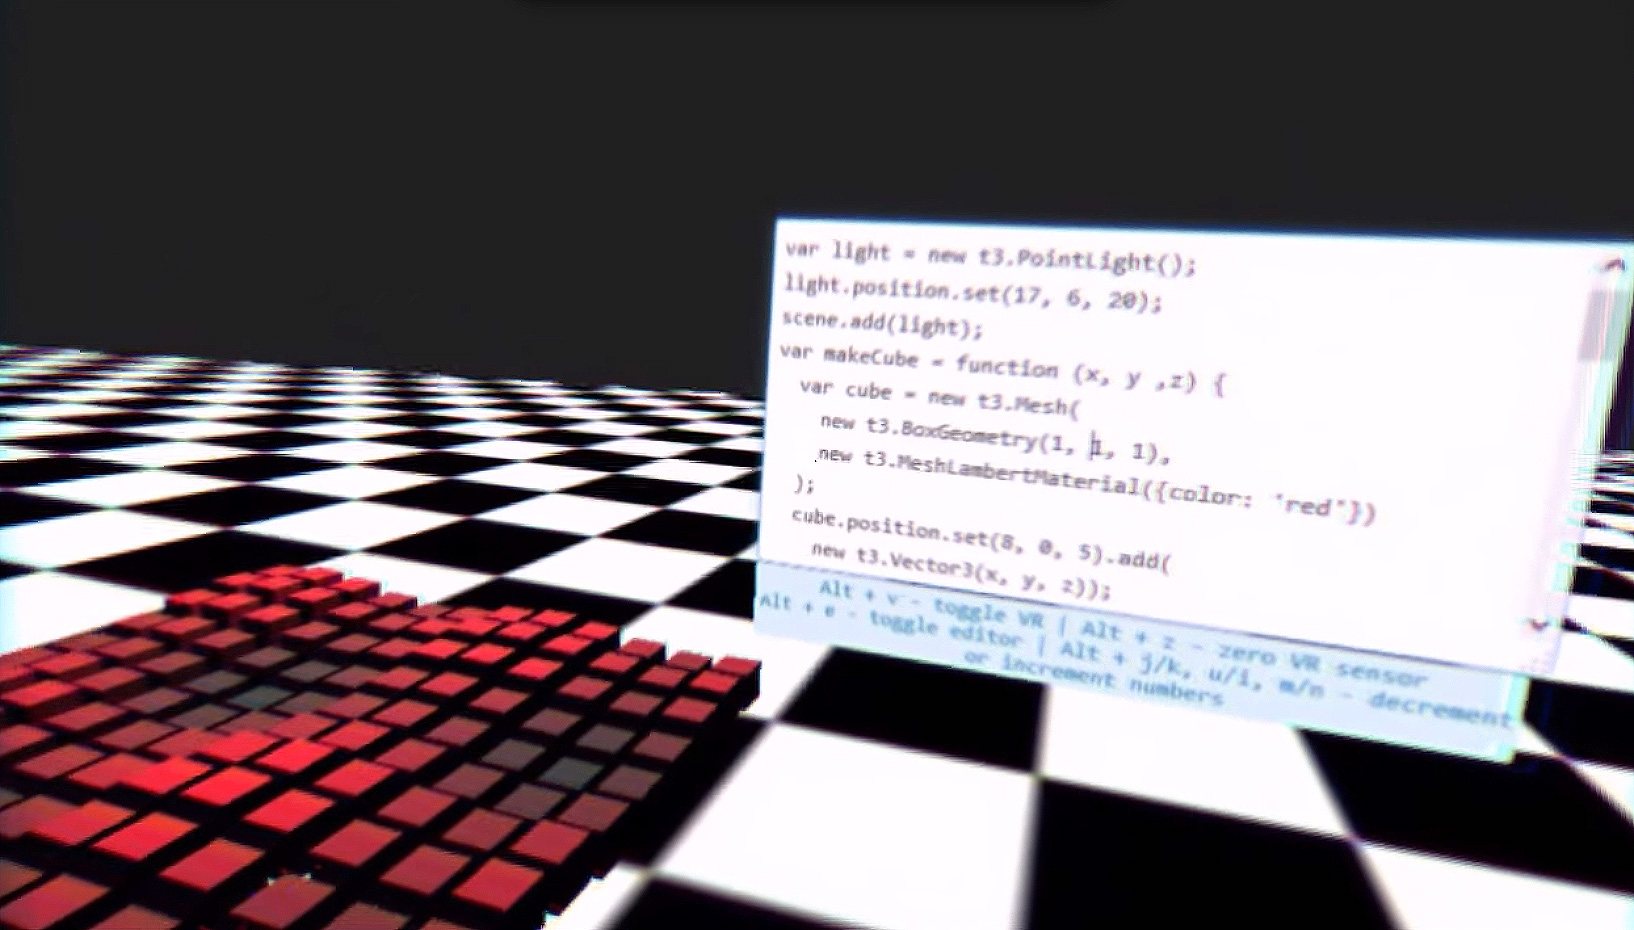 var light = new t3.PointLight();
light.position.set(17, 6, 20);
scene.add(light);
var makeCube = function (x, y ,z) {
var cube = new t3.Mesh(
new t3.BoxGeometry(1, 1, 1),
new t3.MeshLambertMaterial({color: 'red'})
);
cube.position.set(8, 0, 5).add(
new t3.Vector3(x, y, z));
Alt + v - toggle VR | Alt + z - zero VR sensor
Alt + e - toggle editor | Alt + j/k, u/i, m/n - decrement
or increment numbers